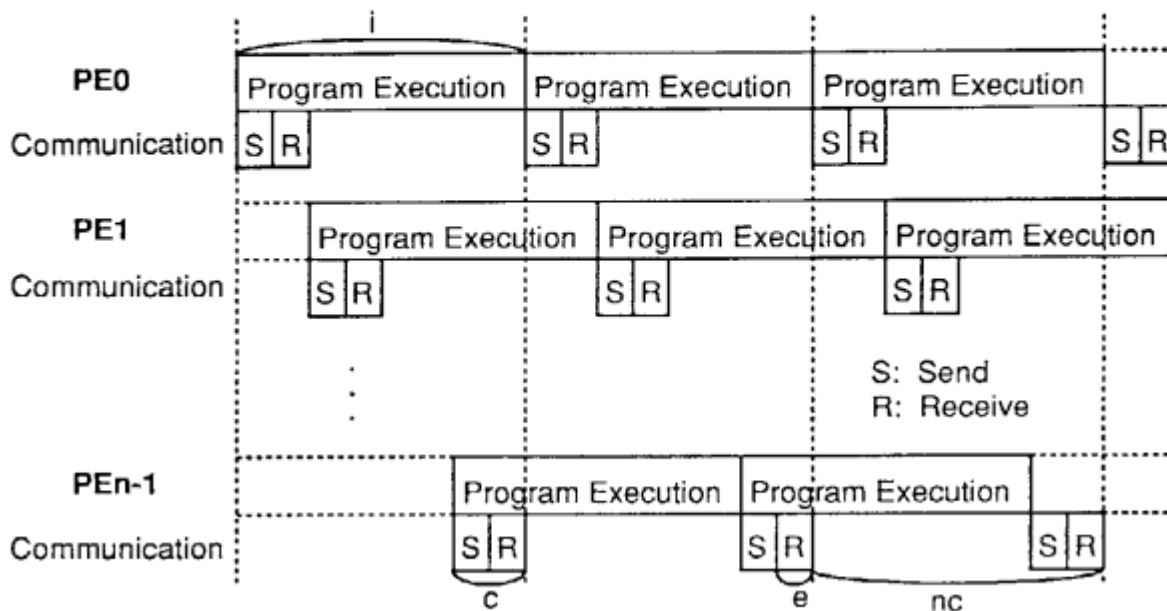 i
PE0 Program Execution Program Execution Program Execution
Communication S R S R S R S R
PE1 Program Execution Program Execution Program Execution
Communication S R S R S R
S: Send
R: Receive
PEn-1 Program Execution Program Execution
Communication S R S R S R
c e nc